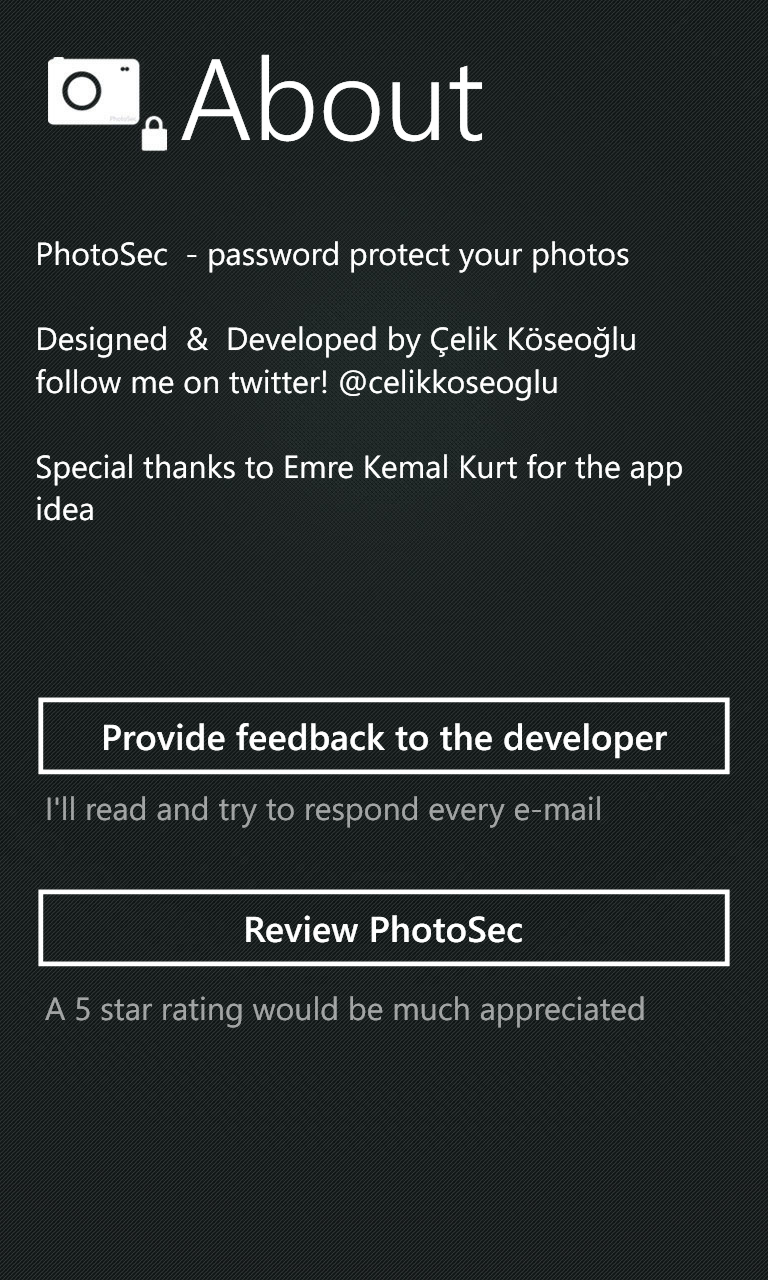 About
PhotoSec
PhotoSec - password protect your photos
Designed & Developed by Çelik Köseoğlu
follow me on twitter! @celikkoseoglu
Special thanks to Emre Kemal Kurt for the app
idea
Provide feedback to the developer
I'll read and try to respond every e-mail
Review PhotoSec
A 5 star rating would be much appreciated